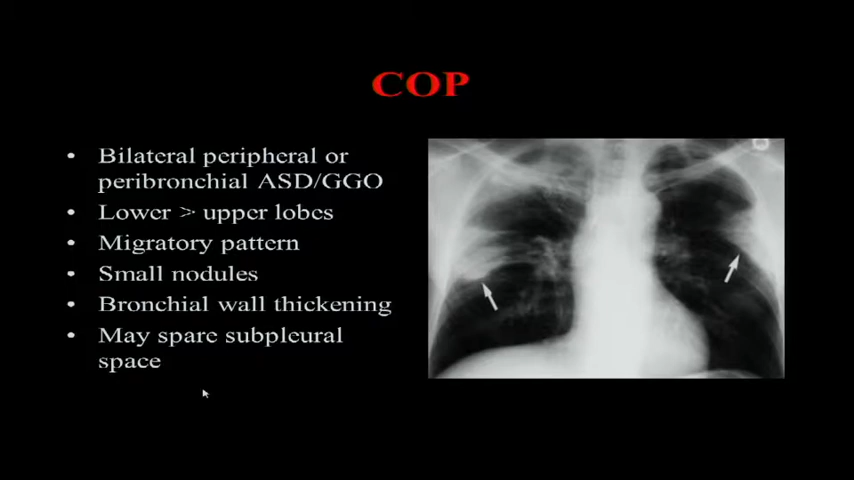 COP
• Bilateral peripheral or
peribronchial ASD/GGO
• Lower > upper lobes
• Migratory pattern
• Small nodules
• Bronchial wall thickening
• May spare subpleural
space